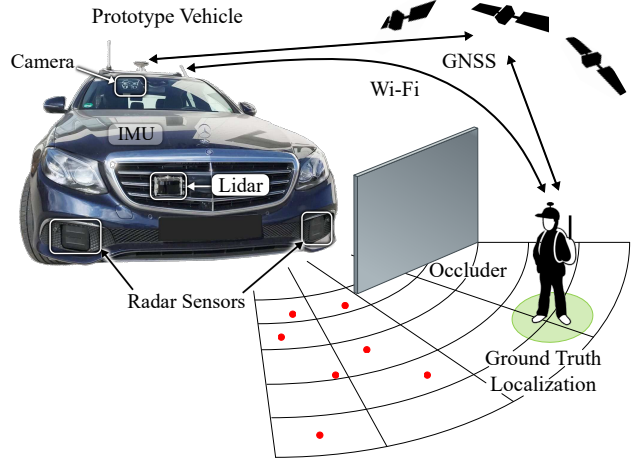 Prototype Vehicle
Camera
GNSS
Wi-Fi
IMU
Lidar
Occluder
Radar Sensors
Ground Truth
Localization